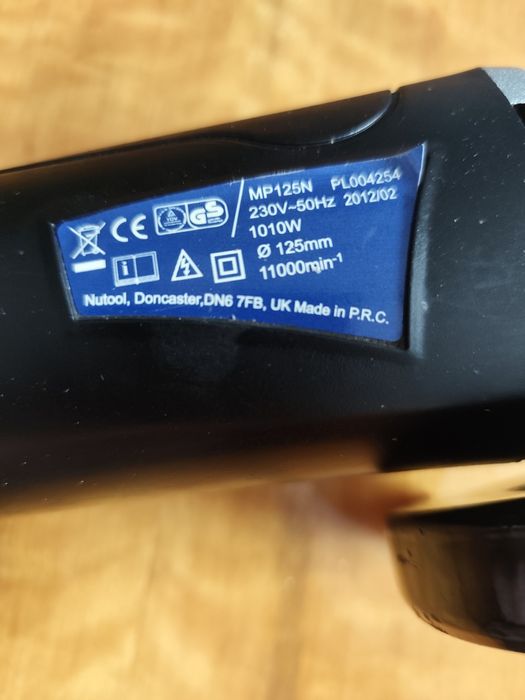 MP125N PL004254
230V~50Hz 2012/02
1010W
Ø 125mm
11000min⁻¹
CE TÜV GS
i
Nutool, Doncaster,DN6 7FB, UK Made in P.R.C.